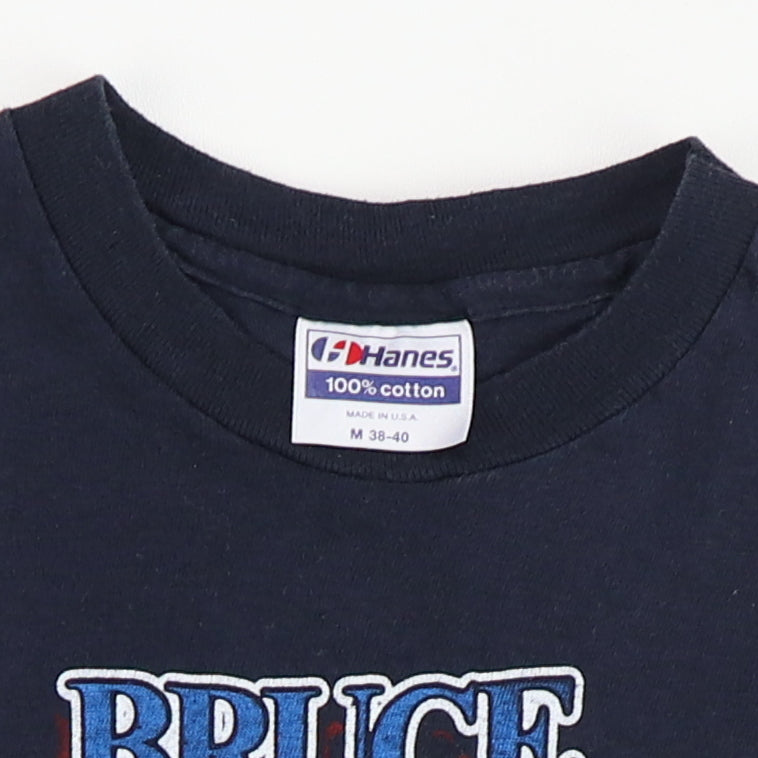 Hanes®
100% cotton
MADE IN U.S.A.
M 38-40
BRUCE